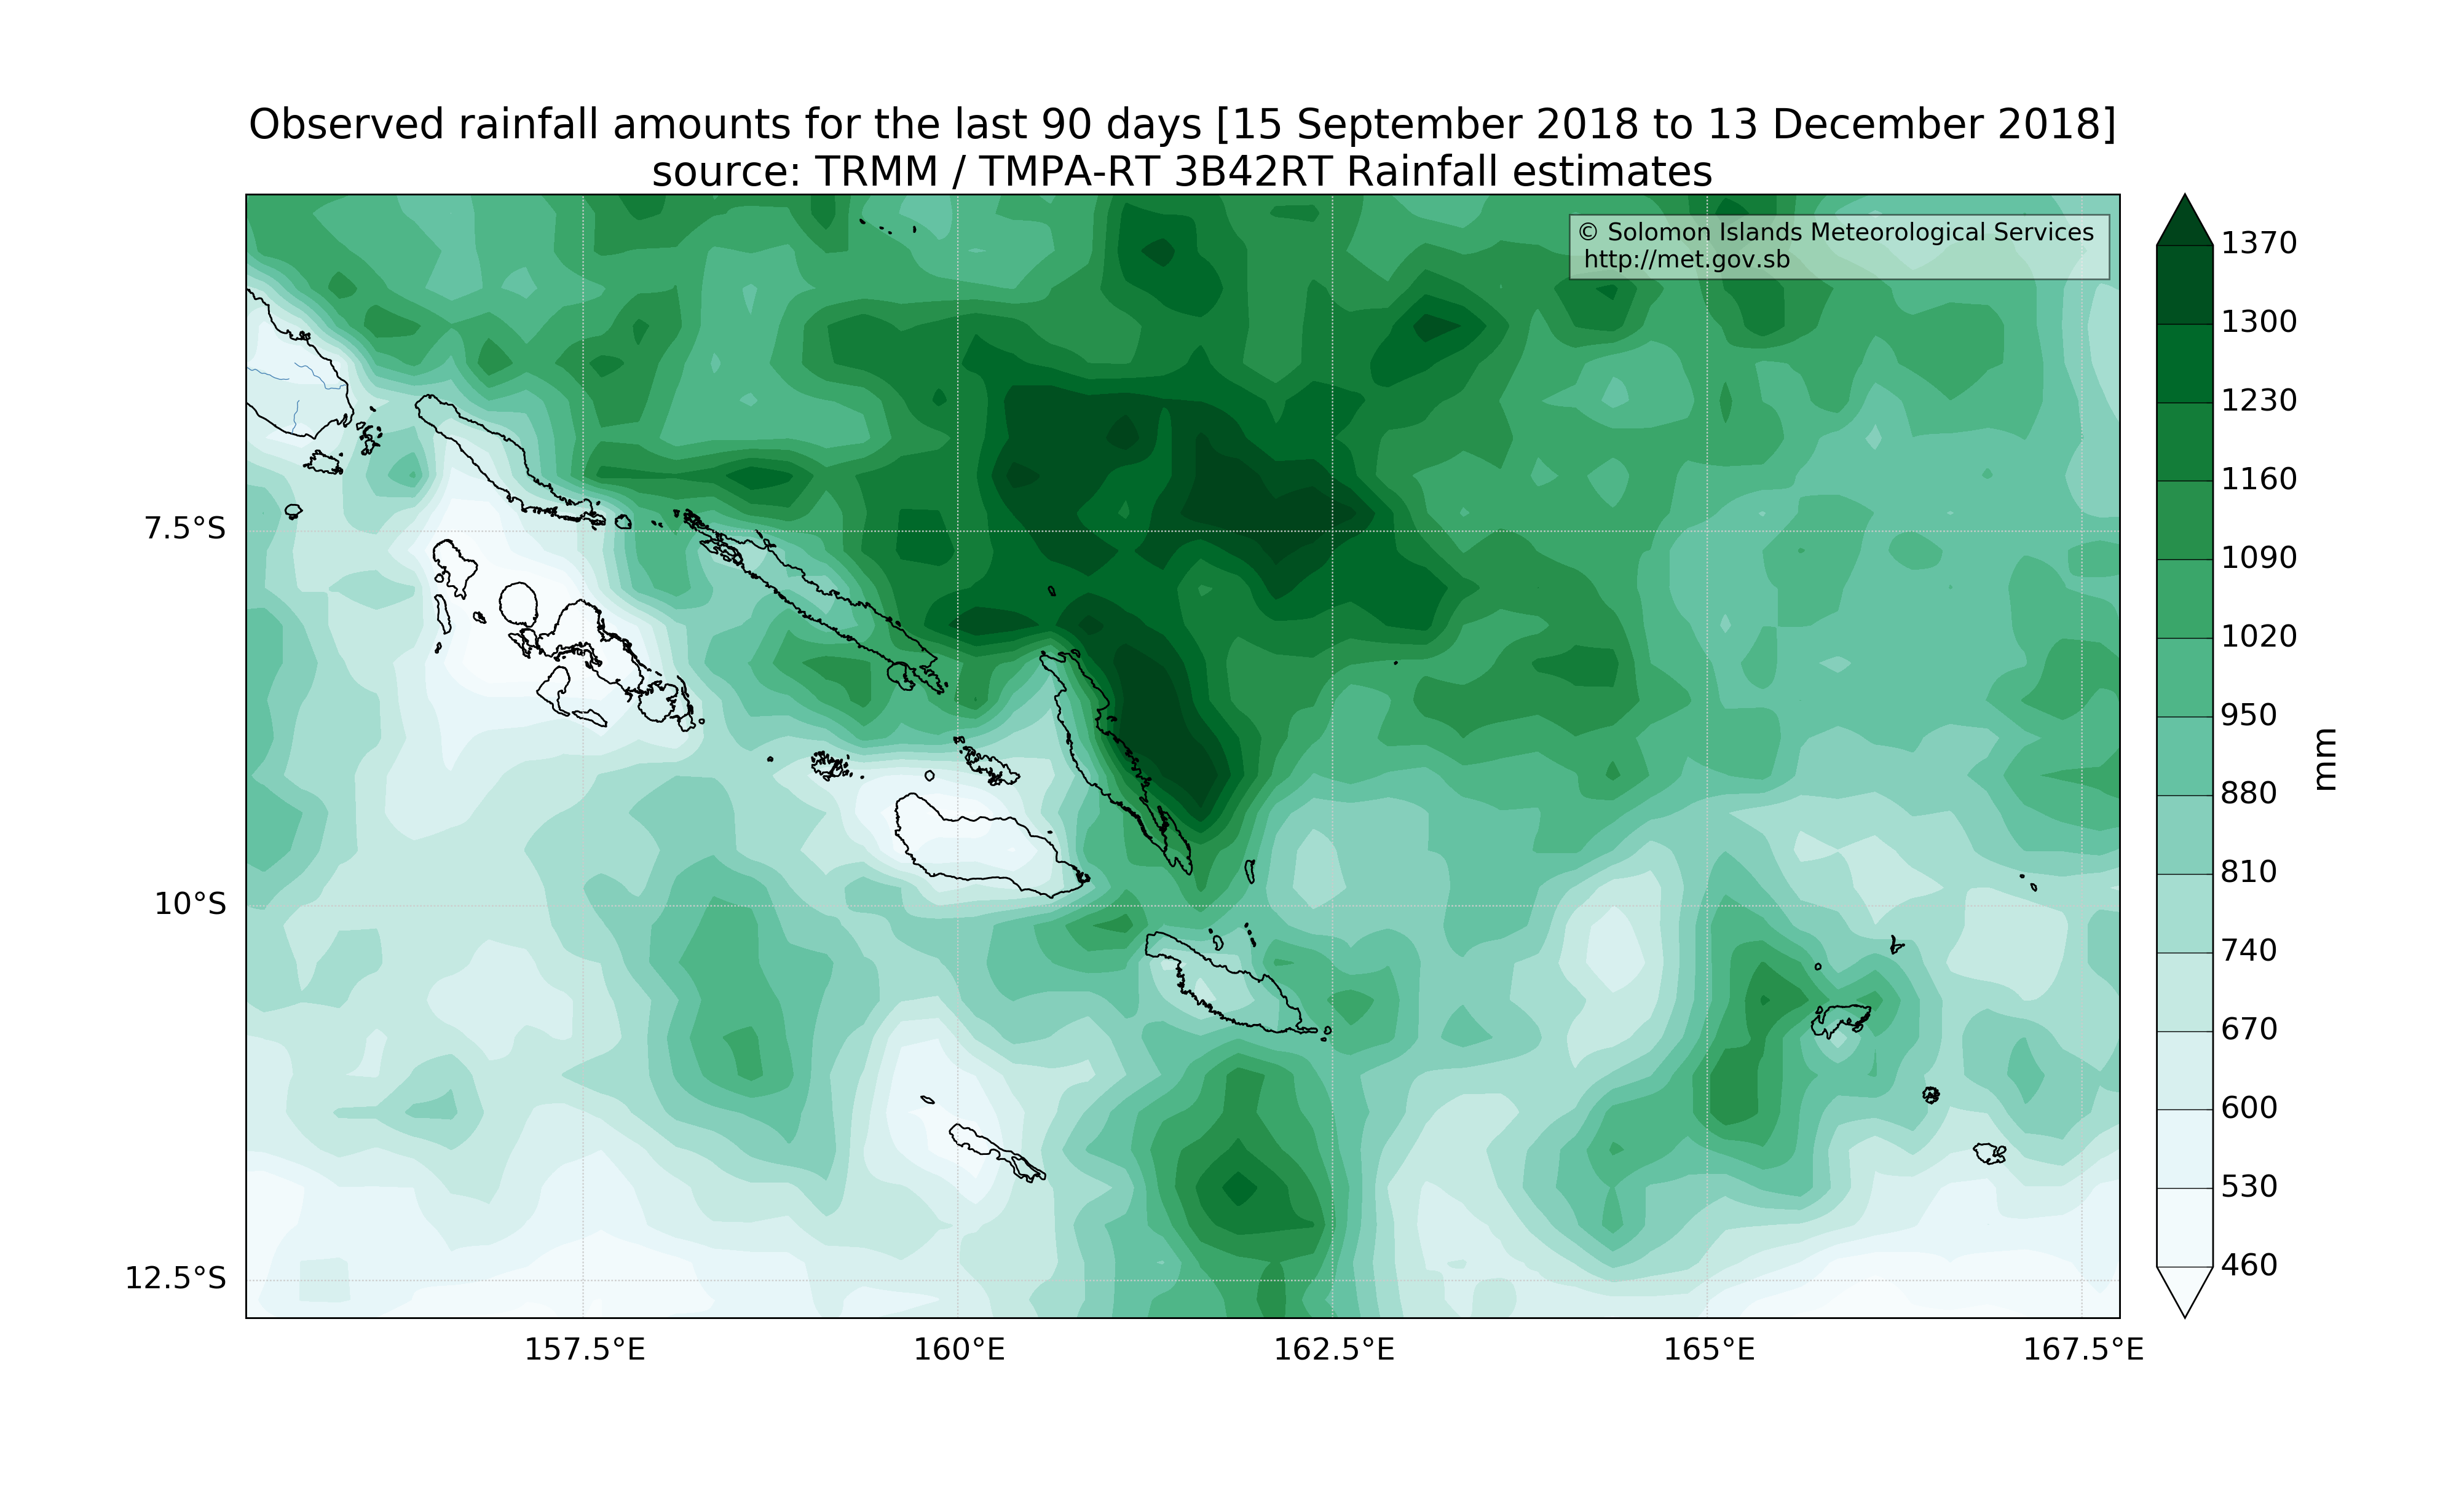 Observed rainfall amounts for the last 90 days [15 September 2018 to 13 December 2018]
source: TRMM / TMPA-RT 3B42RT Rainfall estimates
© Solomon Islands Meteorological Services
http://met.gov.sb
7.5°S
10°S
12.5°S
157.5°E
160°E
162.5°E
165°E
167.5°E
1370
1300
1230
1160
1090
1020
950
880
810
740
670
600
530
460
mm